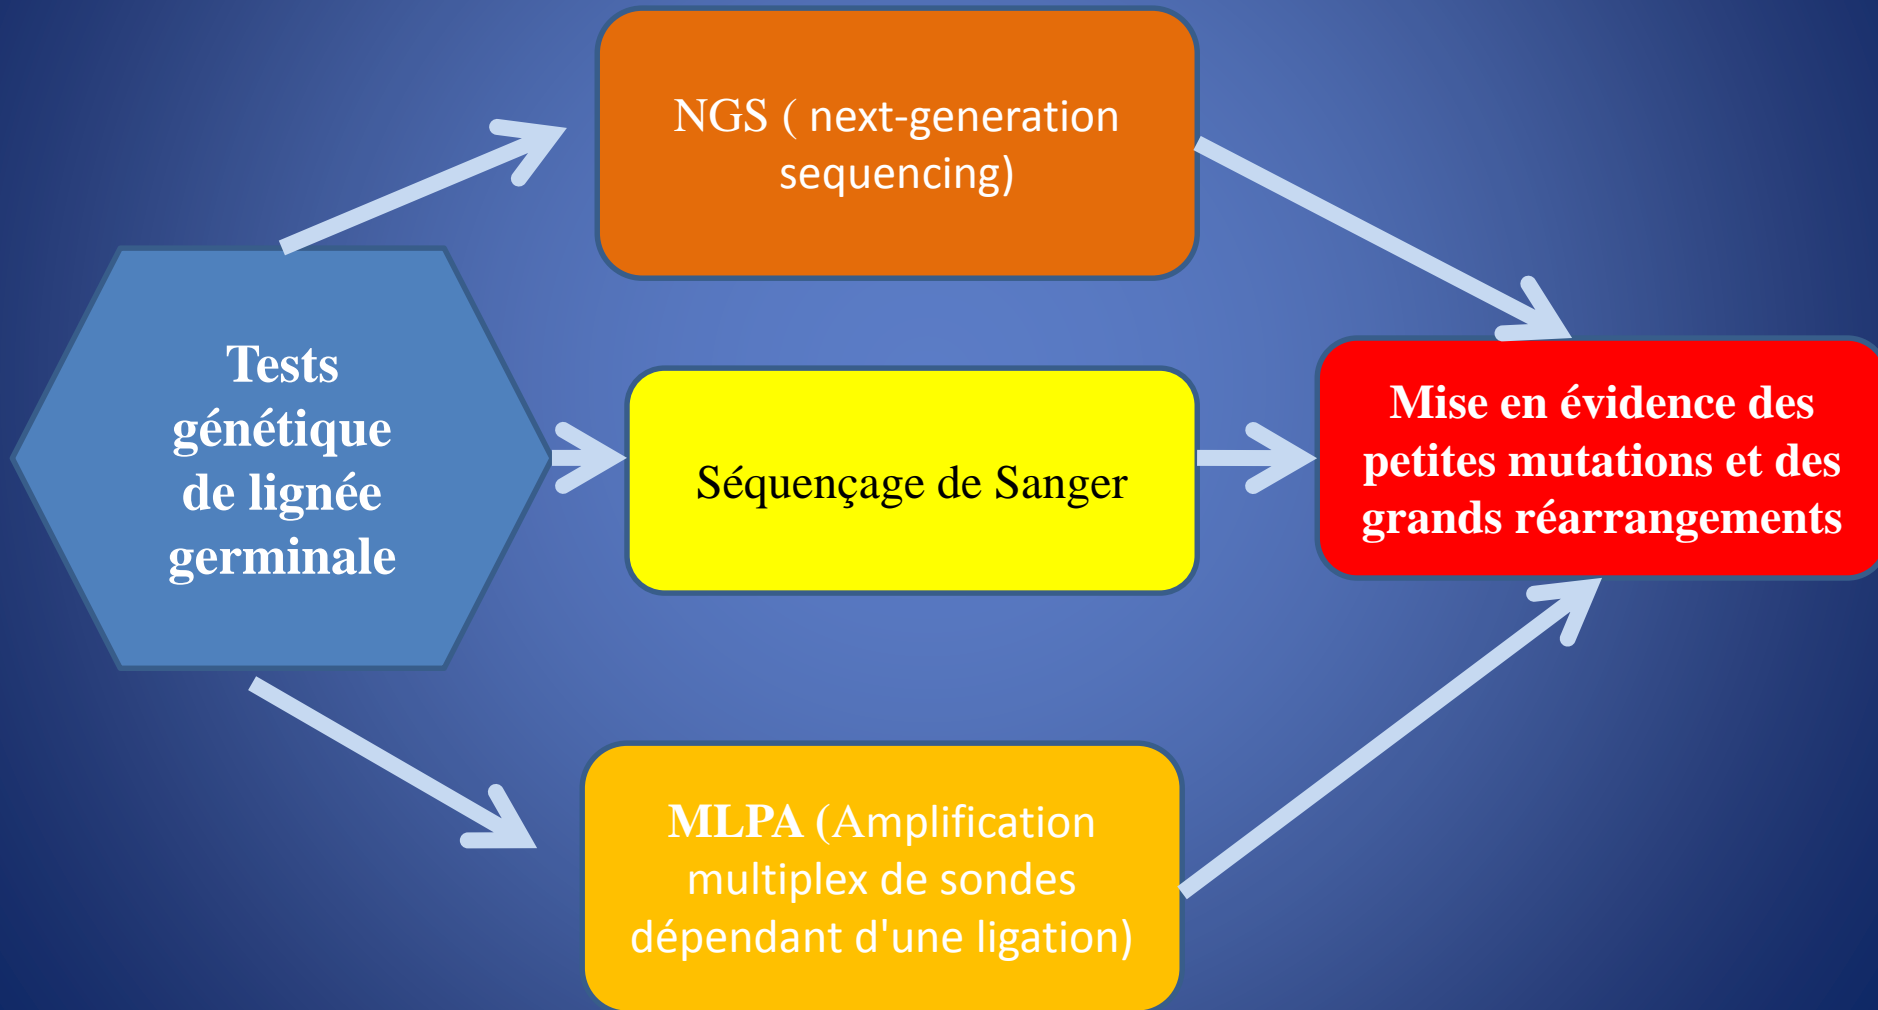 NGS ( next-generation
sequencing)
Tests
génétique
de lignée
germinale
Séquençage de Sanger
Mise en évidence des
petites mutations et des
grands réarrangements
MLPA (Amplification
multiplex de sondes
dépendant d'une ligation)